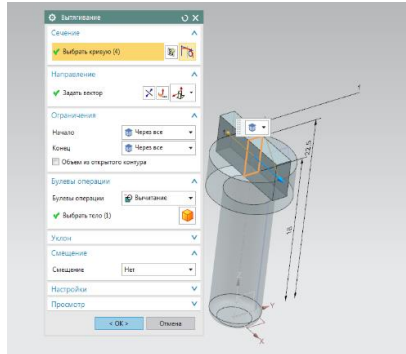 Вытягивание
Сечение
Выбрать кривую (4)
Направление
Задать вектор
Ограничения
Начало
Через все
Конец
Через все
Объем из открытого контура
Булевы операции
Булевы операции
Вычитание
Выбрать тело (1)
Уклон
Смещение
Смещение
Нет
Настройки
Просмотр
< OK >
Отмена
22,5
18
Y
X